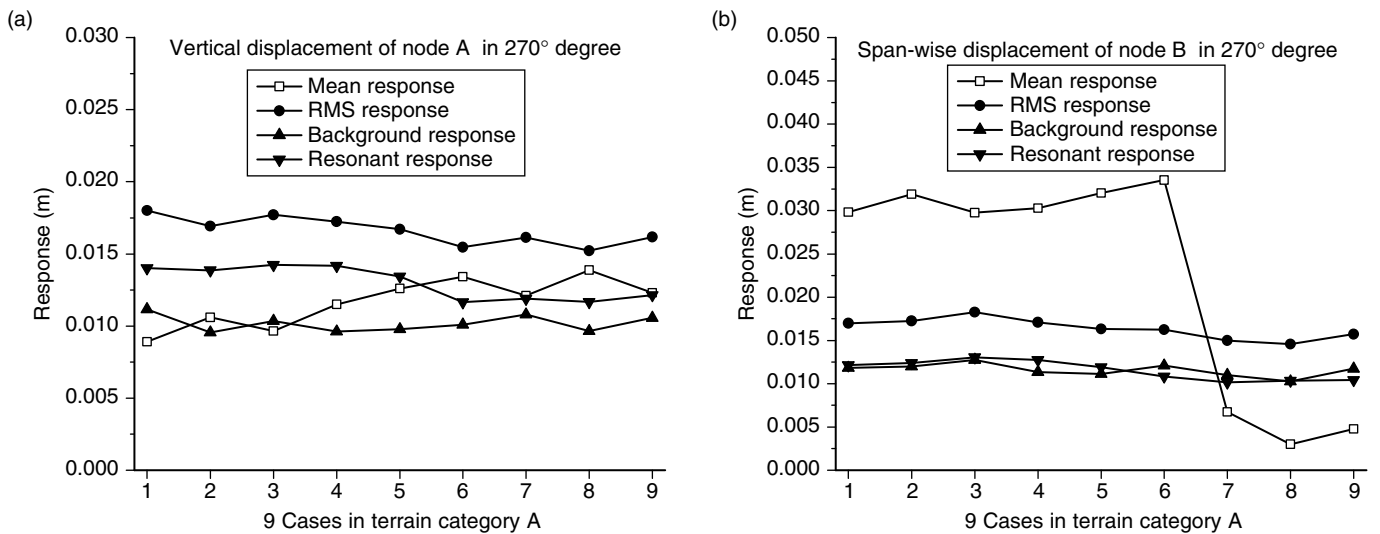 (a)
Vertical displacement of node A in 270° degree
Mean response
RMS response
Background response
Resonant response
Response (m)
0.030
0.025
0.020
0.015
0.010
0.005
0.000
1 2 3 4 5 6 7 8 9
9 Cases in terrain category A
(b)
Span-wise displacement of node B in 270° degree
Mean response
RMS response
Background response
Resonant response
Response (m)
0.050
0.045
0.040
0.035
0.030
0.025
0.020
0.015
0.010
0.005
0.000
1 2 3 4 5 6 7 8 9
9 Cases in terrain category A